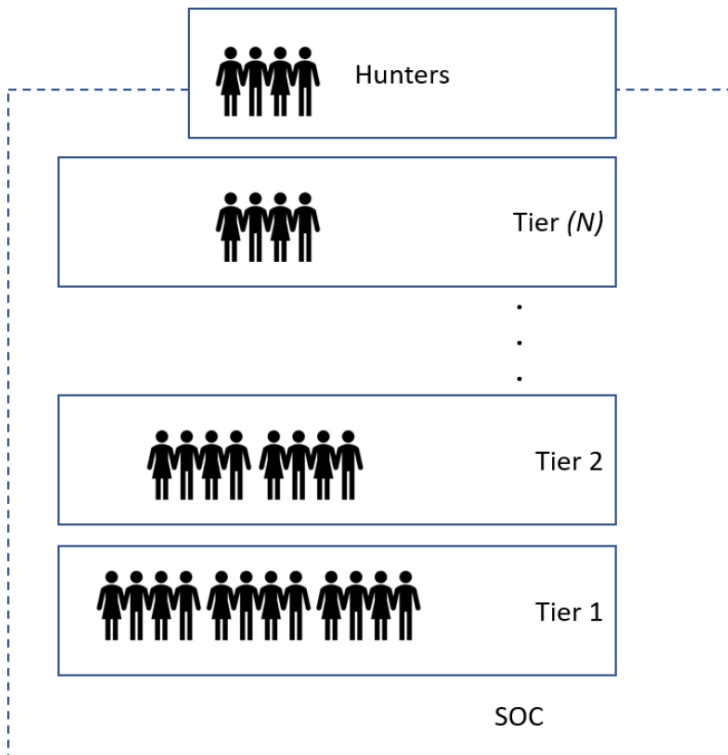 Hunters
Tier (N)
.
.
.
Tier 2
Tier 1
SOC